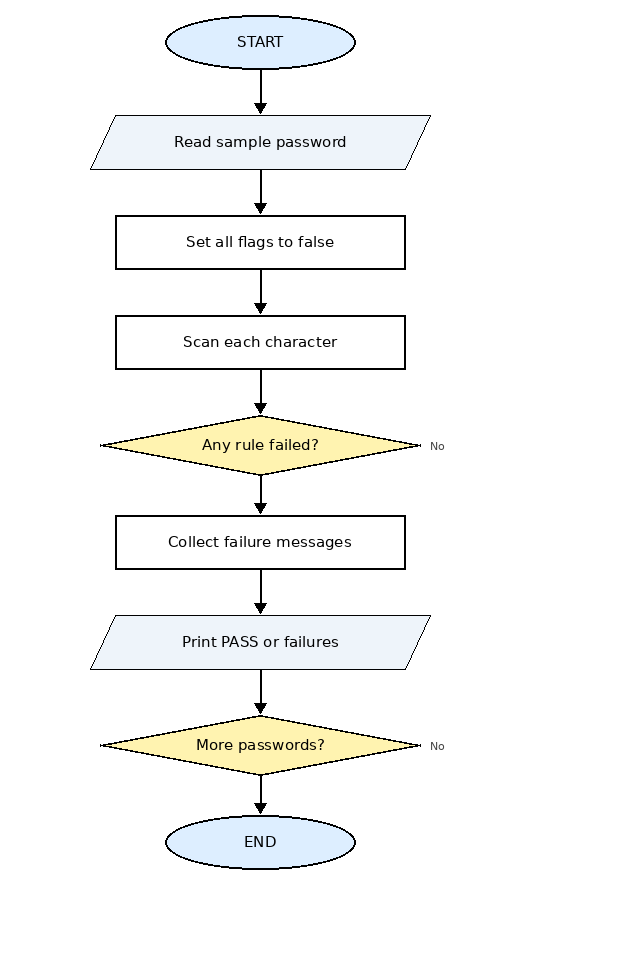 START
Read sample password
Set all flags to false
Scan each character
Any rule failed?
No
Collect failure messages
Print PASS or failures
More passwords?
No
END